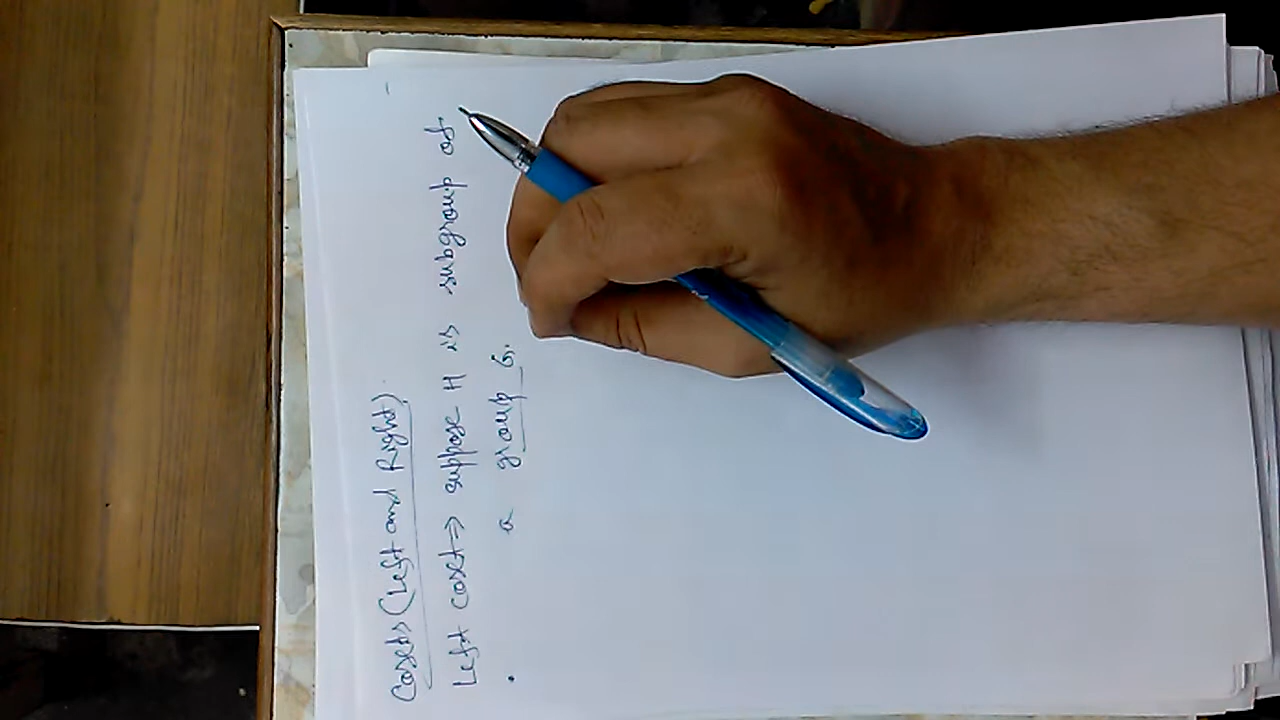 Cosets (Left and Right)
Left coset ⇒ suppose H is subgroup of
a group G.